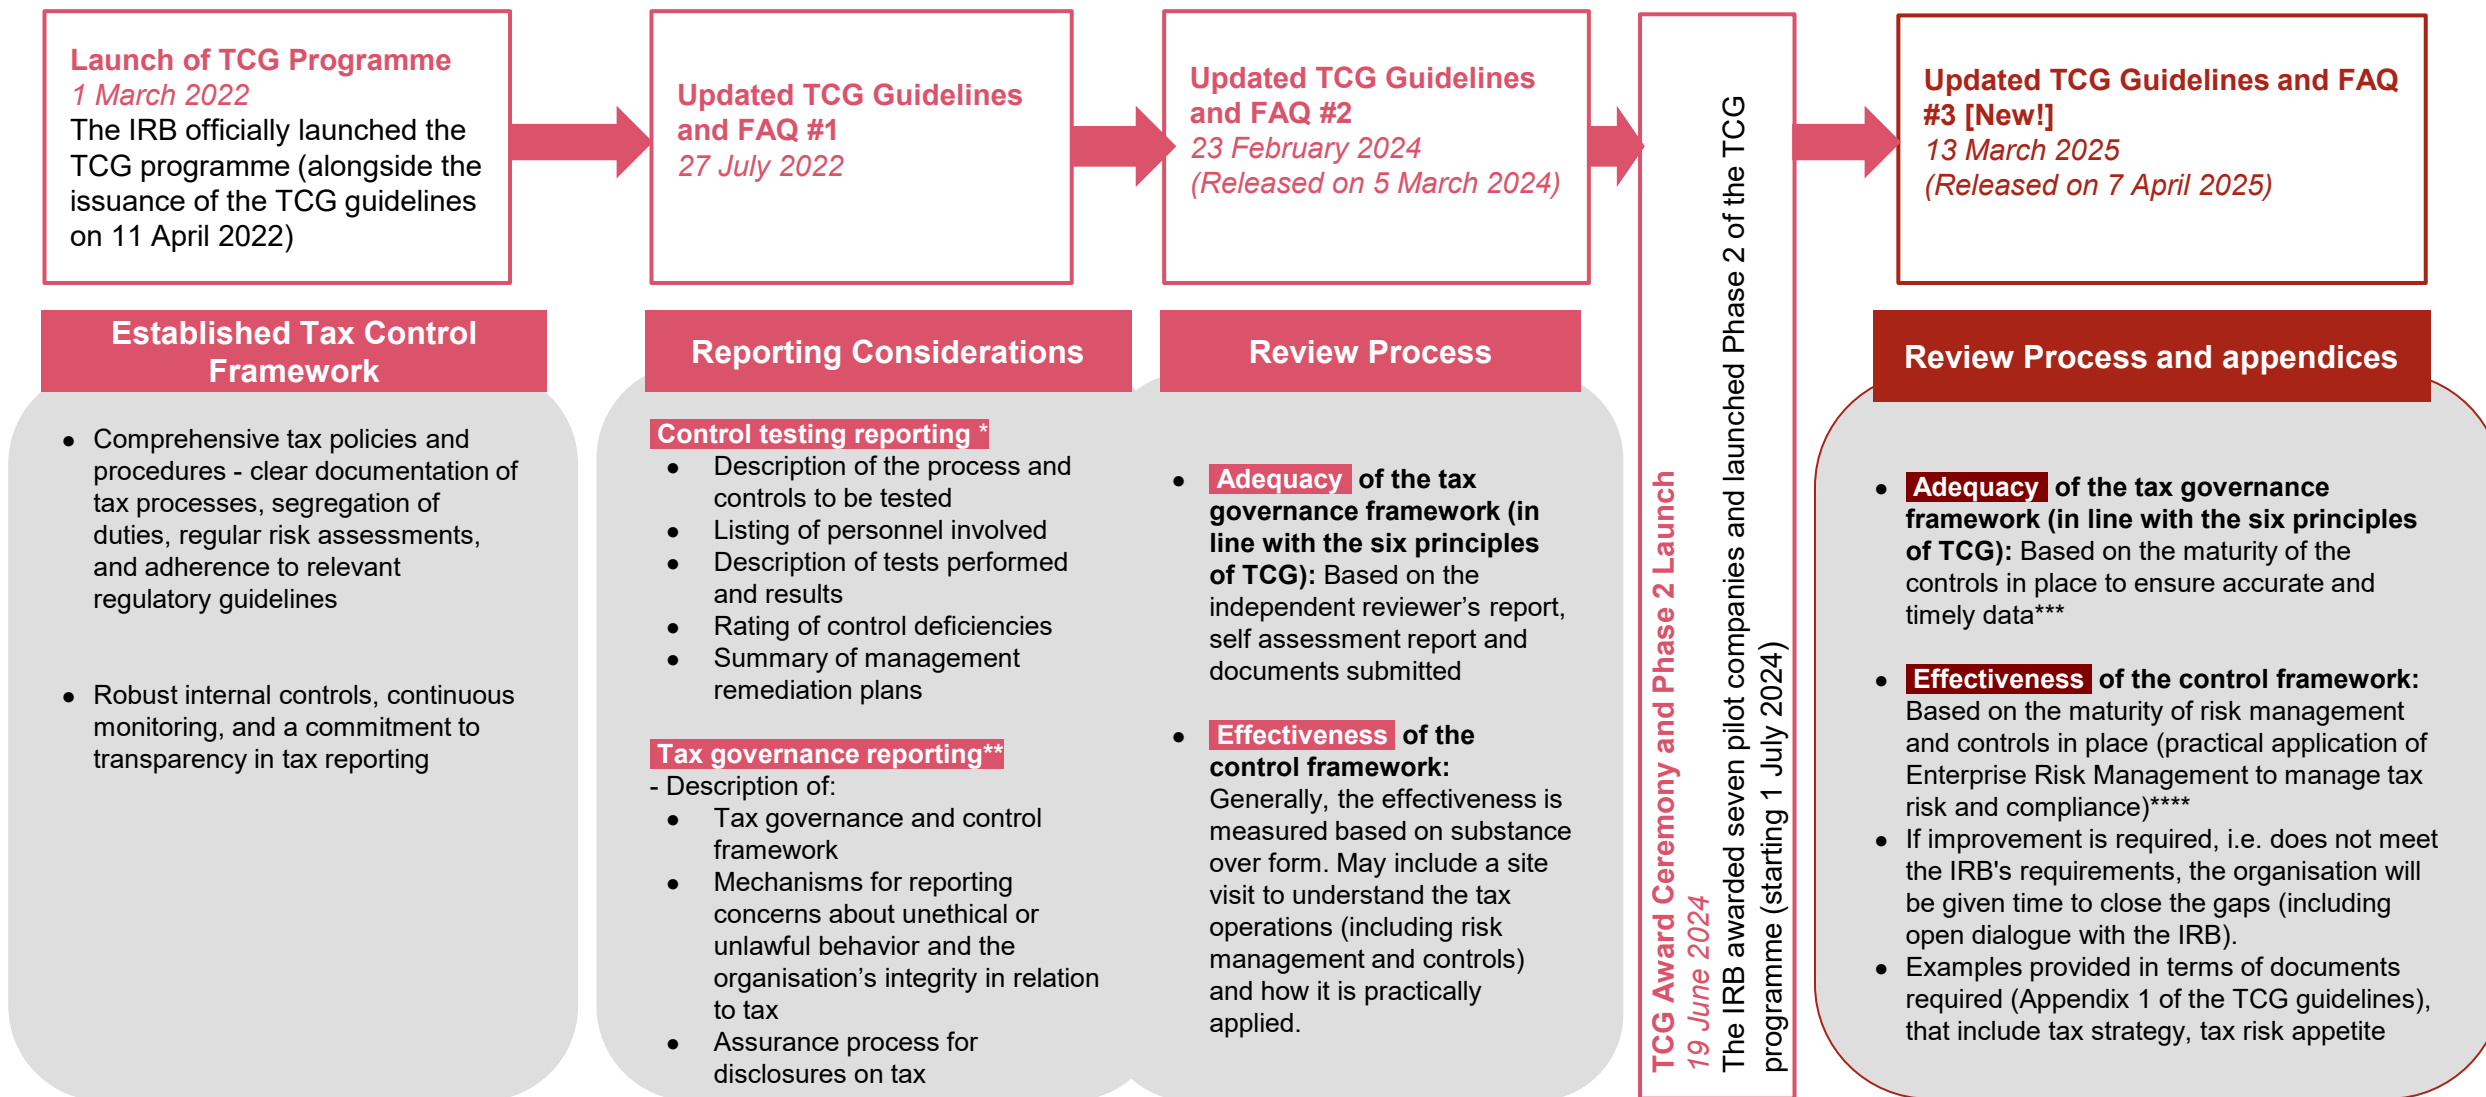 Launch of TCG Programme
1 March 2022
The IRB officially launched the
TCG programme (alongside the
issuance of the TCG guidelines
on 11 April 2022)
Updated TCG Guidelines
and FAQ #1
27 July 2022
Updated TCG Guidelines
and FAQ #2
23 February 2024
(Released on 5 March 2024)
TCG Award Ceremony and Phase 2 Launch
19 June 2024
The IRB awarded seven pilot companies and launched Phase 2 of the TCG
programme (starting 1 July 2024)
Updated TCG Guidelines and FAQ
#3 [New!]
13 March 2025
(Released on 7 April 2025)
Established Tax Control
Framework
● Comprehensive tax policies and
procedures - clear documentation of
tax processes, segregation of
duties, regular risk assessments,
and adherence to relevant
regulatory guidelines
● Robust internal controls, continuous
monitoring, and a commitment to
transparency in tax reporting
Reporting Considerations
Control testing reporting *
● Description of the process and
controls to be tested
● Listing of personnel involved
● Description of tests performed
and results
● Rating of control deficiencies
● Summary of management
remediation plans
Tax governance reporting**
- Description of:
● Tax governance and control
framework
● Mechanisms for reporting
concerns about unethical or
unlawful behavior and the
organisation's integrity in relation
to tax
● Assurance process for
disclosures on tax
Review Process
● Adequacy of the tax
governance framework (in
line with the six principles
of TCG): Based on the
independent reviewer's report,
self assessment report and
documents submitted
● Effectiveness of the
control framework:
Generally, the effectiveness is
measured based on substance
over form. May include a site
visit to understand the tax
operations (including risk
management and controls)
and how it is practically
applied.
Review Process and appendices
● Adequacy of the tax governance
framework (in line with the six principles
of TCG): Based on the maturity of the
controls in place to ensure accurate and
timely data***
● Effectiveness of the control framework:
Based on the maturity of risk management
and controls in place (practical application of
Enterprise Risk Management to manage tax
risk and compliance)****
● If improvement is required, i.e. does not meet
the IRB's requirements, the organisation will
be given time to close the gaps (including
open dialogue with the IRB).
● Examples provided in terms of documents
required (Appendix 1 of the TCG guidelines),
that include tax strategy, tax risk appetite